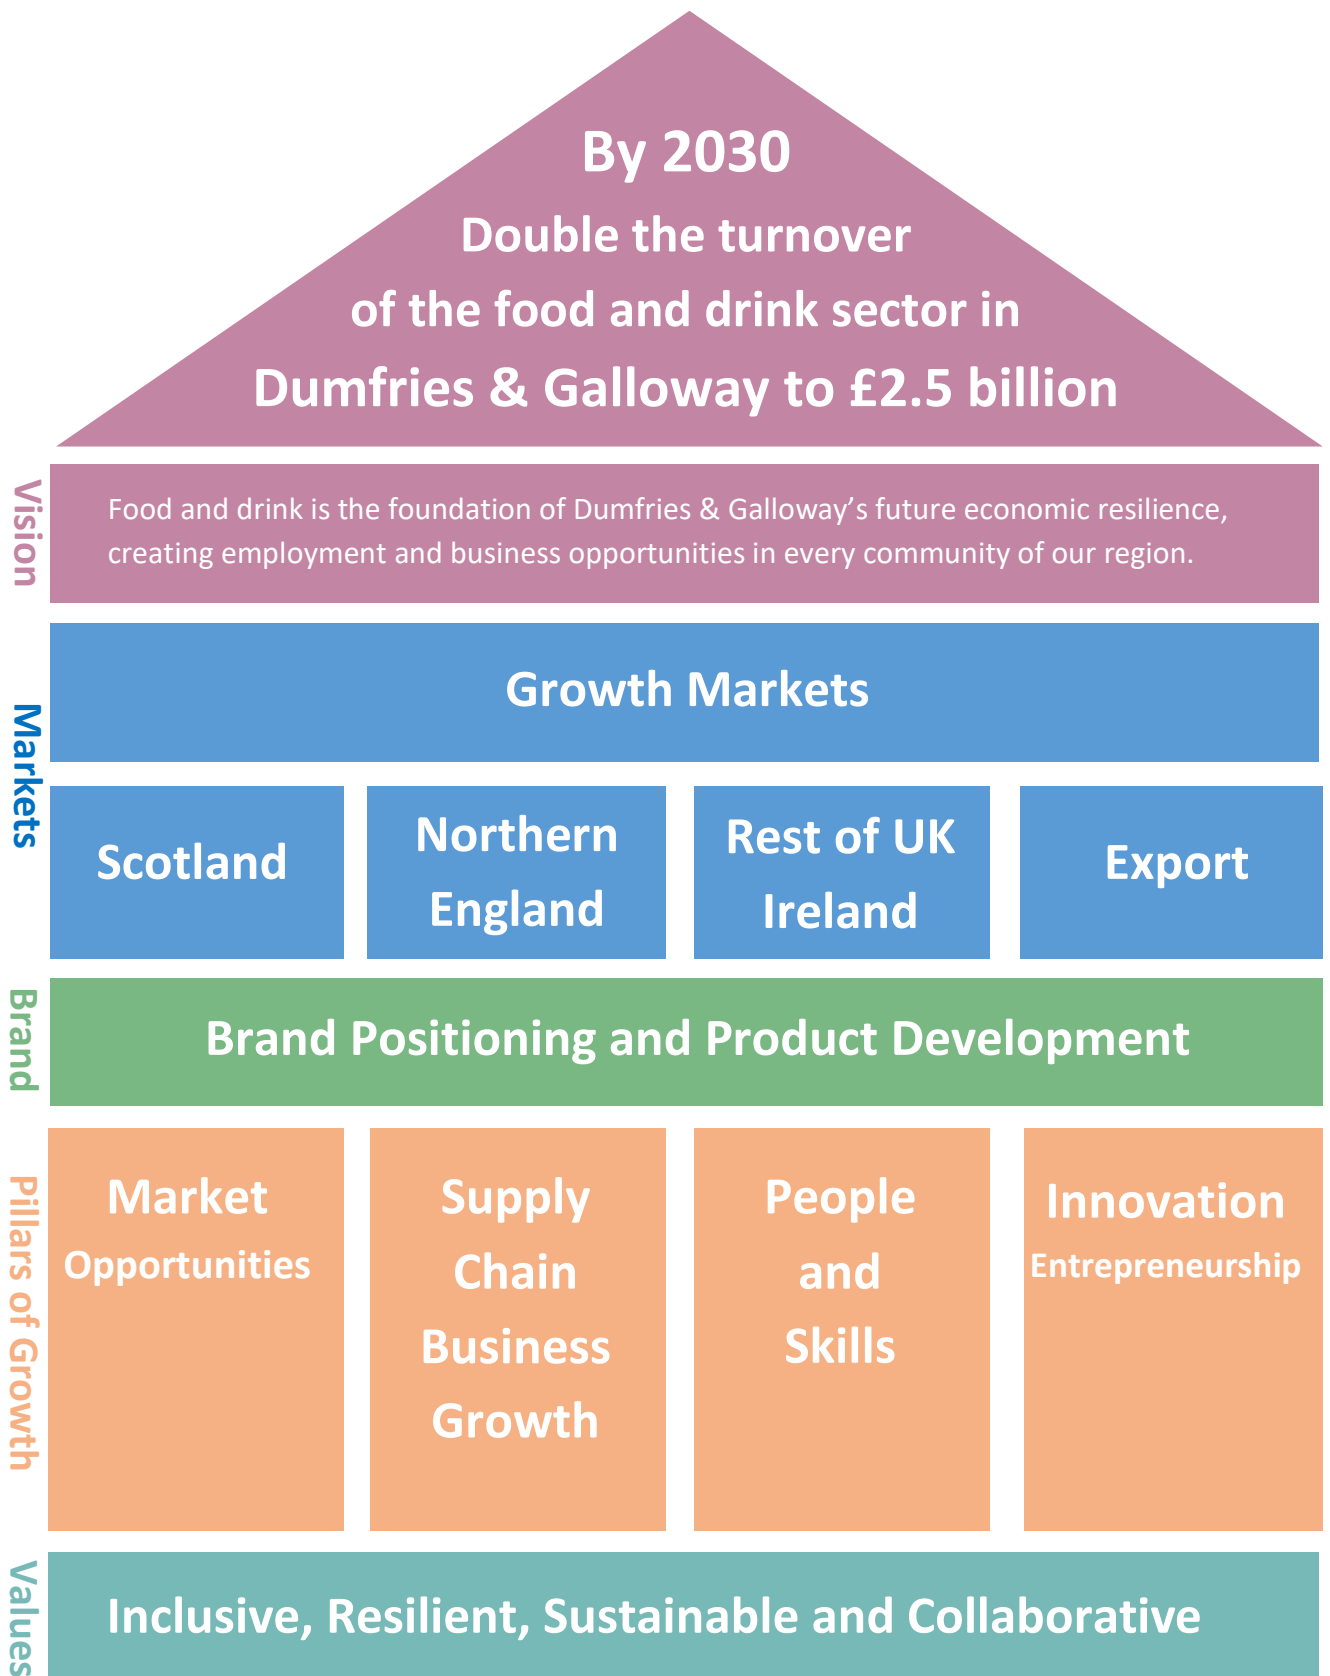 By 2030
Double the turnover
of the food and drink sector in
Dumfries & Galloway to £2.5 billion
Vision
Food and drink is the foundation of Dumfries & Galloway’s future economic resilience,
creating employment and business opportunities in every community of our region.
Markets
Growth Markets
Scotland
Northern
England
Rest of UK
Ireland
Export
Brand
Brand Positioning and Product Development
Pillars of Growth
Market
Opportunities
Supply
Chain
Business
Growth
People
and
Skills
Innovation
Entrepreneurship
Values
Inclusive, Resilient, Sustainable and Collaborative